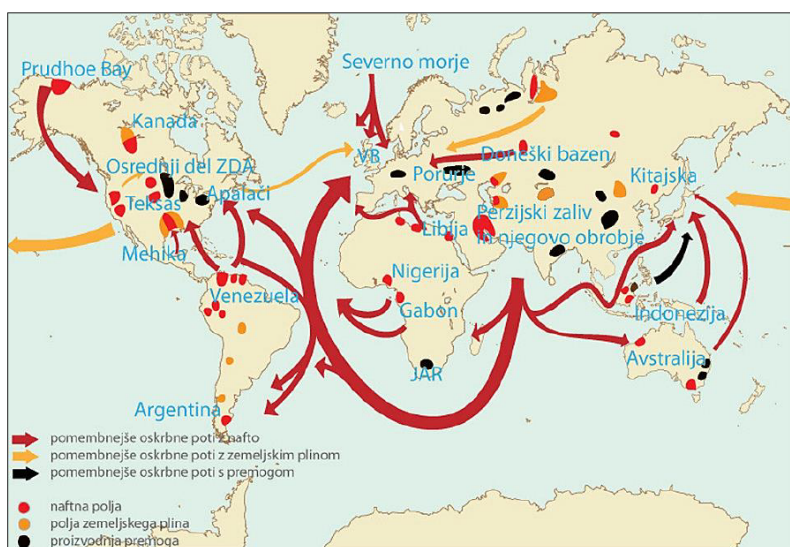 Prudhoe Bay
Severno morje
Kanada
VB
Osrednji del ZDA
Porurje
Doneški bazen
Kitajska
Apalači
Teksas
Perzijski zaliv
in njegovo obrobje
Libija
Mehika
Nigerija
Venezuela
Gabon
Indonezija
Avstralija
JAR
Argentina
pomembnejše oskrbne poti z nafto
pomembnejše oskrbne poti z zemeljskim plinom
pomembnejše oskrbne poti s premogom
naftna polja
polja zemeljskega plina
proizvodnja premoga